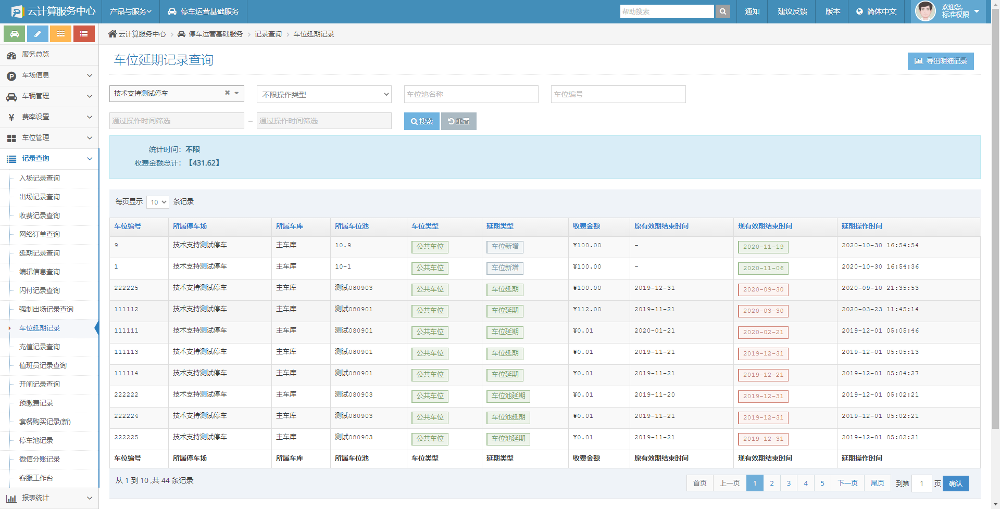 云计算服务中心 产品与服务 停车运营基础服务 帮助搜索 通知 建议反馈 版本 简体中文 欢迎您, 标准权限
云计算服务中心 停车运营基础服务 记录查询 车位延期记录
服务总览
车场信息
车辆管理
费率设置
车位管理
记录查询
入场记录查询
出场记录查询
收费记录查询
网络订单查询
延期记录查询
编辑信息查询
闪付记录查询
强制出场记录查询
车位延期记录
充值记录查询
值班员记录查询
开闸记录查询
预缴费记录
套餐购买记录(新)
停车池记录
微信分账记录
客服工作台
报表统计
车位延期记录查询 导出明细记录
技术支持测试停车 不限操作类型 车位池名称 车位编号
通过操作时间筛选 – 通过操作时间筛选 搜索 重置
统计时间: 不限
收费金额总计: 【431.62】
每页显示 10 条记录
车位编号 所属停车场 所属车库 所属车位池 车位类型 延期类型 收费金额 原有效期结束时间 现有效期结束时间 延期操作时间
9 技术支持测试停车 主车库 10.9 公共车位 车位新增 ¥100.00 – 2020-11-19 2020-10-30 16:54:54
1 技术支持测试停车 主车库 10-1 公共车位 车位新增 ¥100.00 – 2020-11-06 2020-10-30 16:54:36
222225 技术支持测试停车 主车库 测试080903 公共车位 车位延期 ¥100.00 2019-12-31 2020-09-30 2020-09-10 21:35:53
111112 技术支持测试停车 主车库 测试080901 公共车位 车位延期 ¥112.00 2019-11-21 2020-03-30 2020-03-23 11:45:14
111111 技术支持测试停车 主车库 测试080901 公共车位 车位延期 ¥0.01 2020-01-21 2020-02-21 2019-12-01 05:05:46
111113 技术支持测试停车 主车库 测试080901 公共车位 车位延期 ¥0.01 2019-11-21 2019-12-31 2019-12-01 05:05:13
111114 技术支持测试停车 主车库 测试080901 公共车位 车位延期 ¥0.01 2019-11-21 2019-12-21 2019-12-01 05:04:27
222222 技术支持测试停车 主车库 测试080903 公共车位 车位池延期 ¥0.01 2019-11-20 2019-12-31 2019-12-01 05:02:21
222224 技术支持测试停车 主车库 测试080903 公共车位 车位池延期 ¥0.01 2019-11-21 2019-12-31 2019-12-01 05:02:21
222225 技术支持测试停车 主车库 测试080903 公共车位 车位池延期 ¥0.01 2019-11-21 2019-12-31 2019-12-01 05:02:21
车位编号 所属停车场 所属车库 所属车位池 车位类型 延期类型 收费金额 原有效期结束时间 现有效期结束时间 延期操作时间
从 1 到 10 ,共 44 条记录 首页 上一页 1 2 3 4 5 下一页 尾页 到第 1 页 确认